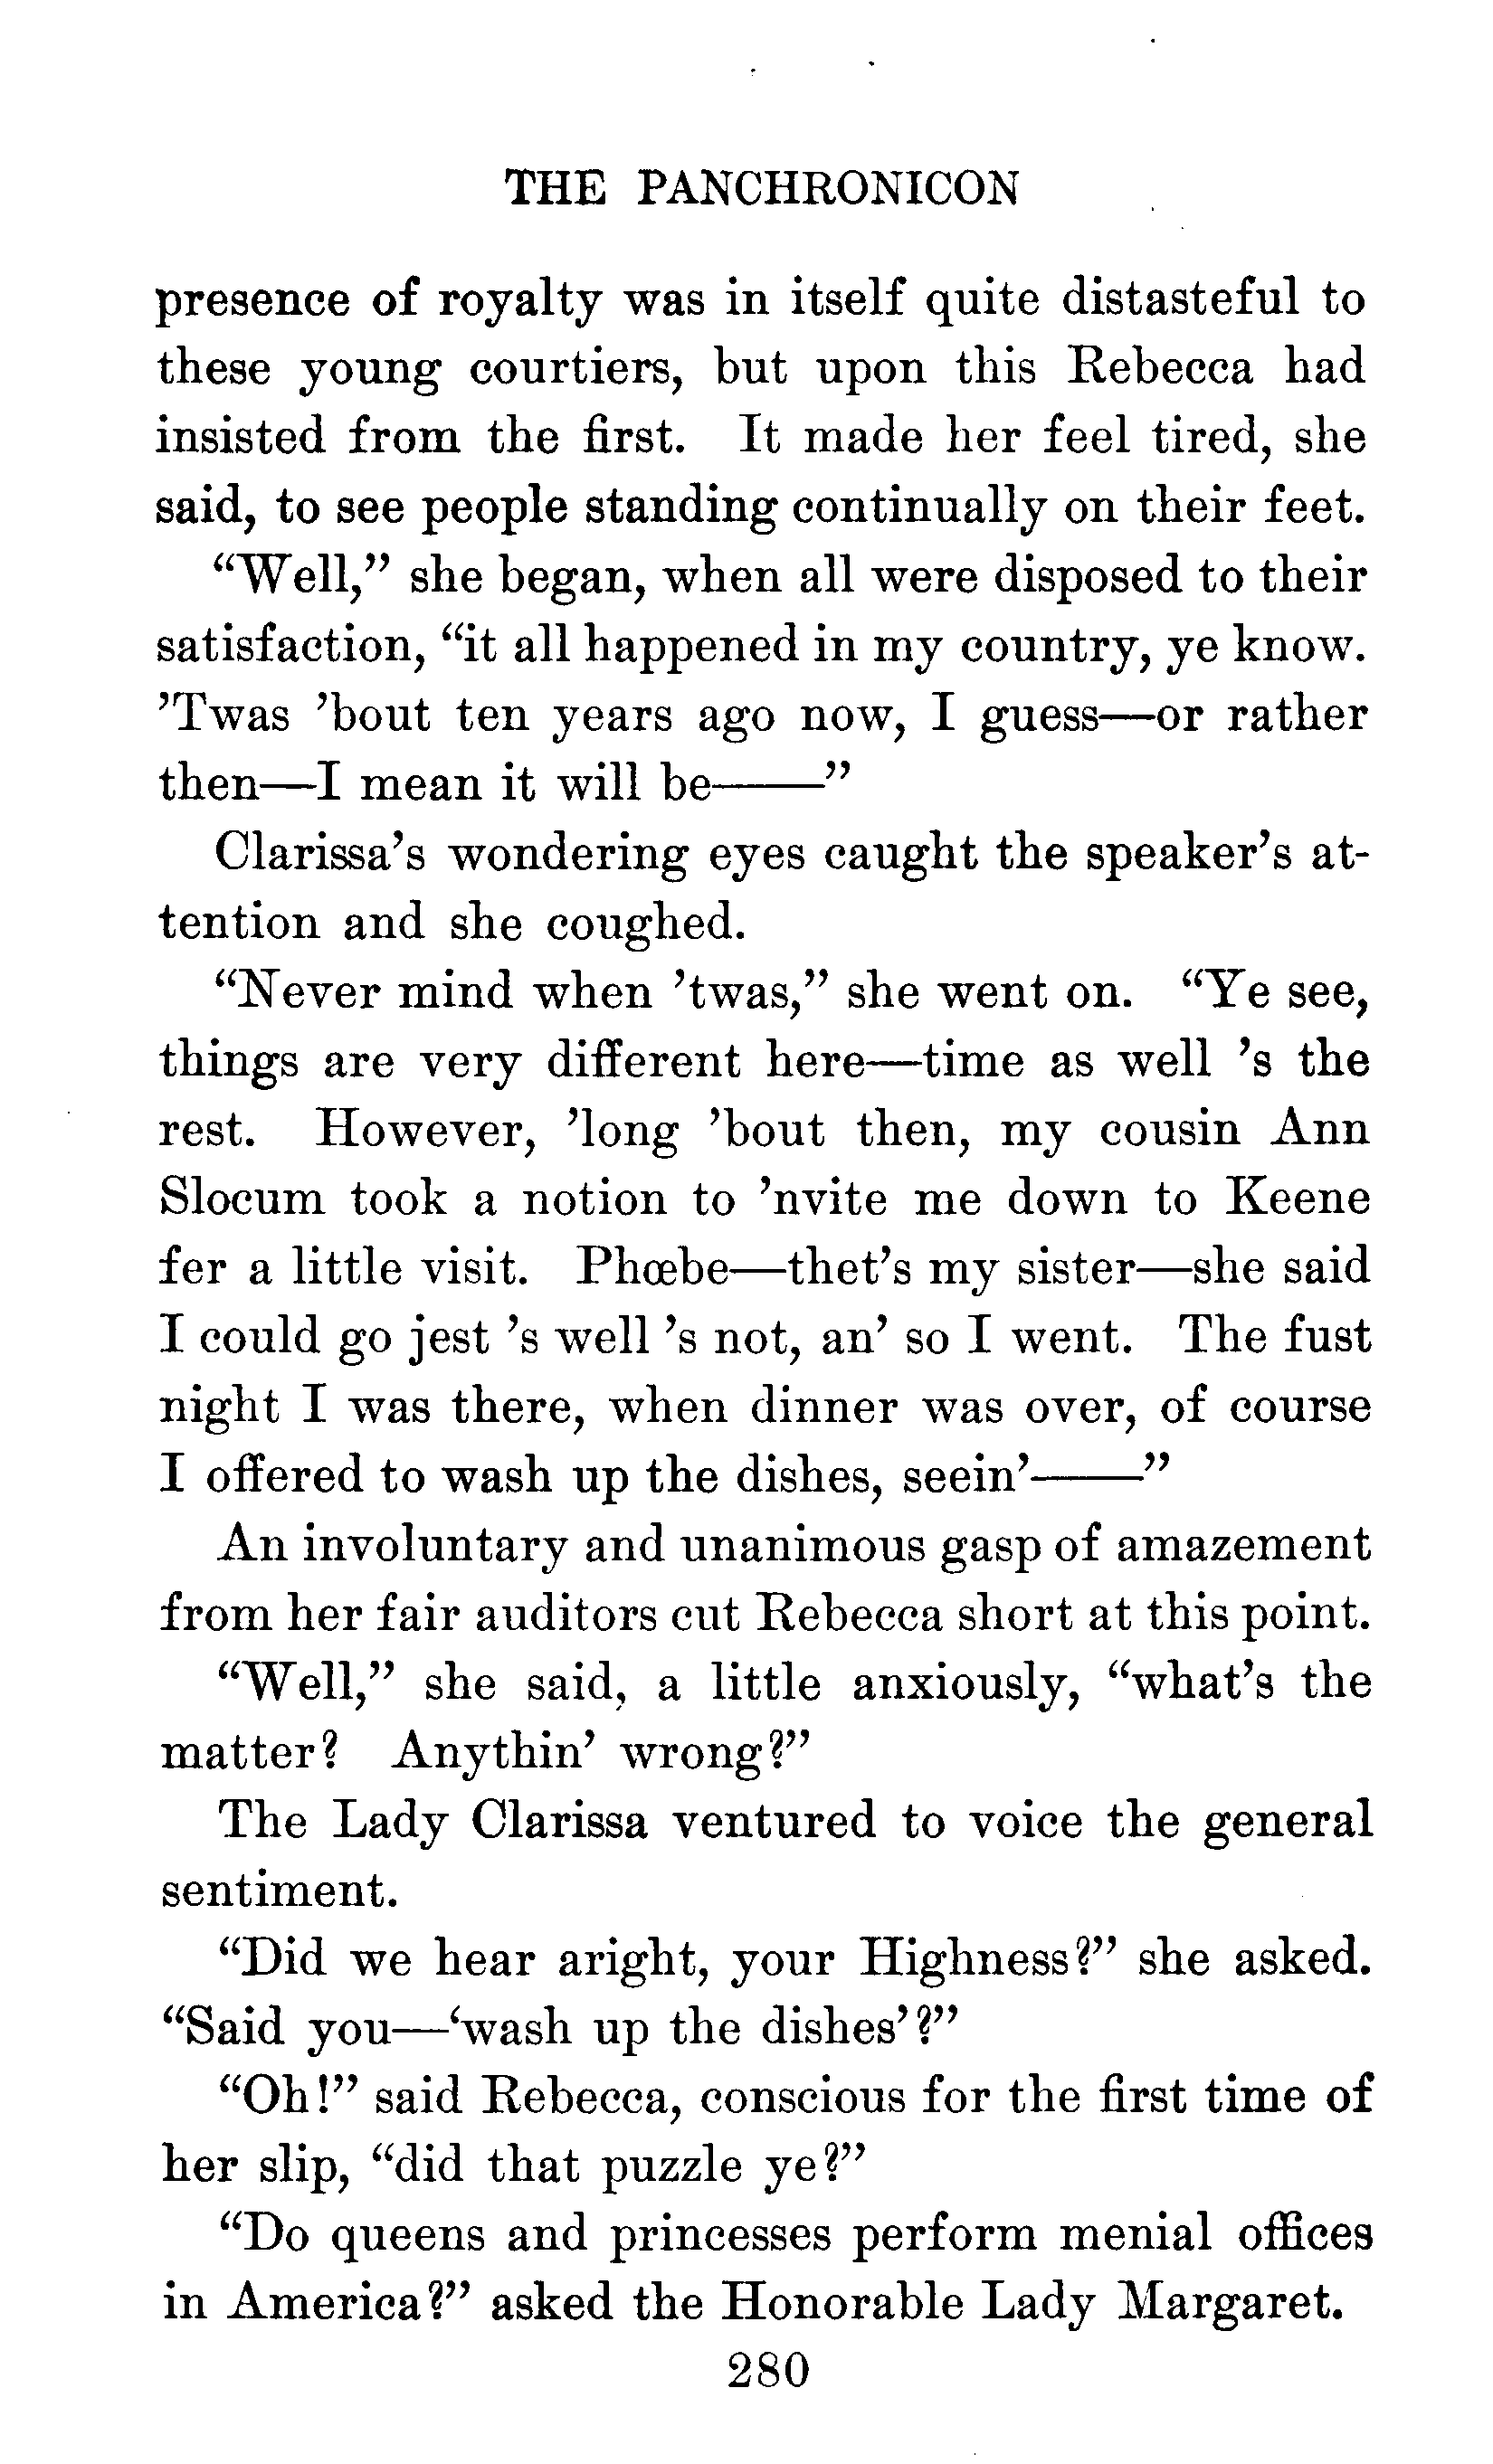 THE PANCHRONICON
presence of royalty was in itself quite distasteful to
these young courtiers, but upon this Rebecca had
insisted from the first. It made her feel tired, she
said, to see people standing continually on their feet.
“Well,” she began, when all were disposed to their
satisfaction, “it all happened in my country, ye know.
’Twas ’bout ten years ago now, I guess—or rather
then—I mean it will be——”
Clarissa’s wondering eyes caught the speaker’s at-
tention and she coughed.
“Never mind when ’twas,” she went on. “Ye see,
things are very different here—time as well ’s the
rest. However, ’long ’bout then, my cousin Ann
Slocum took a notion to ’nvite me down to Keene
fer a little visit. Phœbe—thet’s my sister—she said
I could go jest ’s well ’s not, an’ so I went. The fust
night I was there, when dinner was over, of course
I offered to wash up the dishes, seein’——”
An involuntary and unanimous gasp of amazement
from her fair auditors cut Rebecca short at this point.
“Well,” she said, a little anxiously, “what’s the
matter? Anythin’ wrong?”
The Lady Clarissa ventured to voice the general
sentiment.
“Did we hear aright, your Highness?” she asked.
“Said you—‘wash up the dishes’?”
“Oh!” said Rebecca, conscious for the first time of
her slip, “did that puzzle ye?”
“Do queens and princesses perform menial offices
in America?” asked the Honorable Lady Margaret.
280